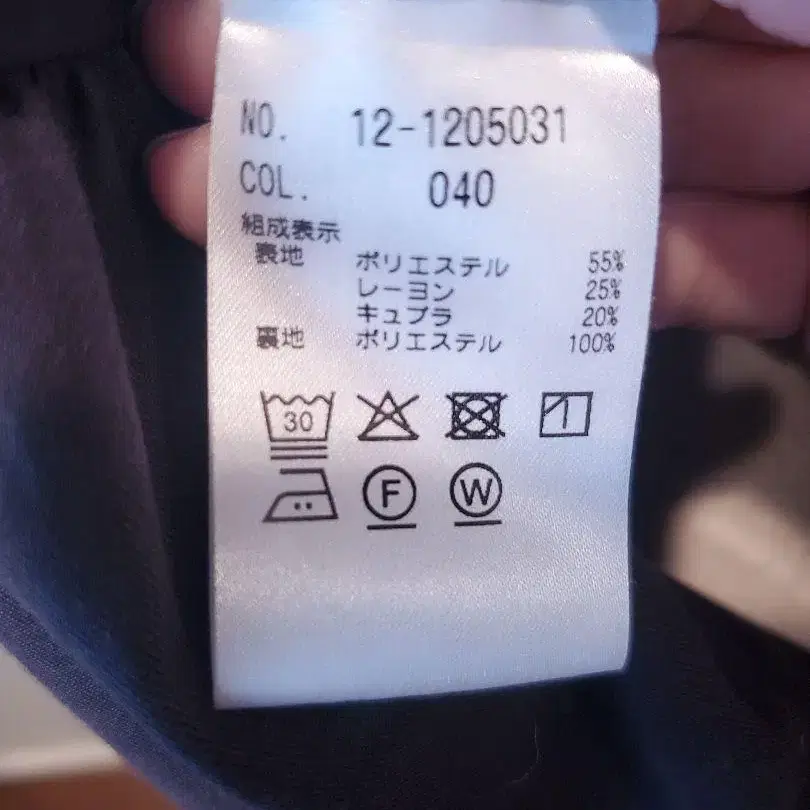 NO. 12-1205031
COL. 040
組成表示
表地 ポリエステル 55%
レーヨン 25%
キュプラ 20%
裏地 ポリエステル 100%
30
F W